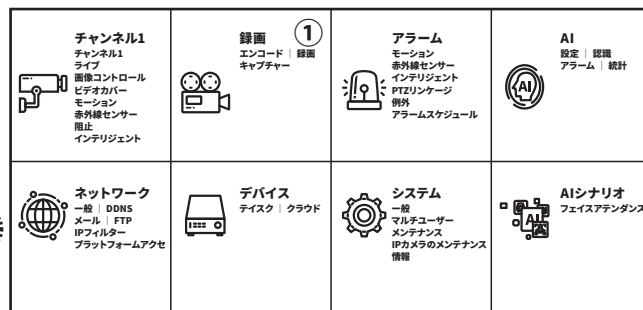 チャンネル1
チャンネル1
ライブ
画像コントロール
ビデオカバー
モーション
赤外線センサー
阻止
インテリジェント
録画 ①
エンコード | 録画
キャプチャー
アラーム
モーション
赤外線センサー
インテリジェント
PTZリンケージ
例外
アラームスケジュール
AI
設定 | 認識
アラーム | 統計
AI
ネットワーク
一般 | DDNS
メール | FTP
IPフィルター
プラットフォームアクセ
デバイス
テイスク | クラウド
システム
一般
マルチユーザー
メンテナンス
IPカメラのメンテナンス
情報
AIシナリオ
フェイスアテンダンス
AI